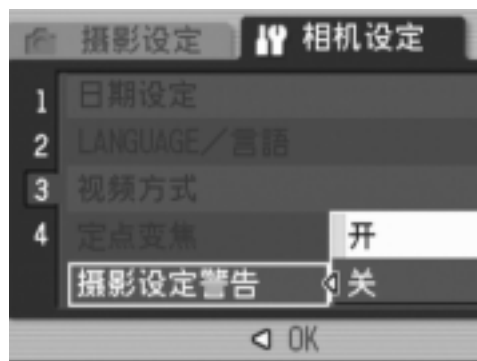 摄影设定 相机设定
1 日期设定
2 LANGUAGE／言語
3 视频方式
4 定点变焦 开
摄影设定警告 关
OK